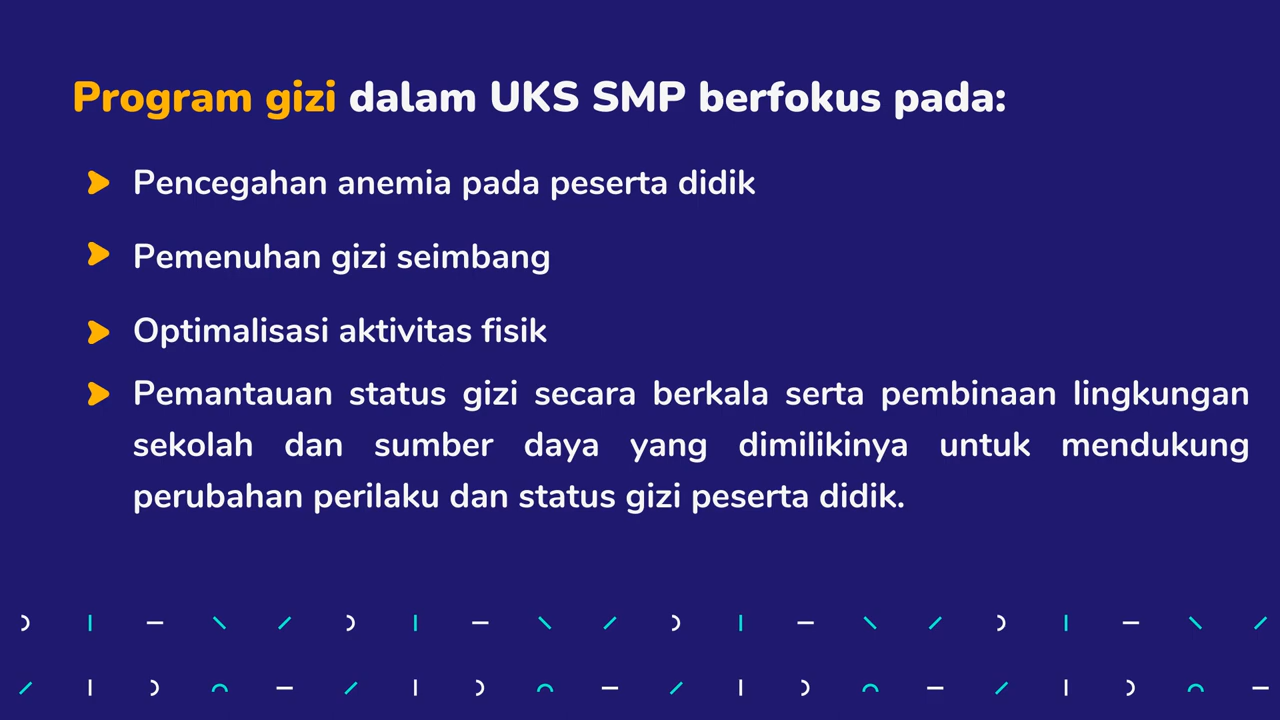 Program gizi dalam UKS SMP berfokus pada:
Pencegahan anemia pada peserta didik
Pemenuhan gizi seimbang
Optimalisasi aktivitas fisik
Pemantauan status gizi secara berkala serta pembinaan lingkungan
sekolah dan sumber daya yang dimilikinya untuk mendukung
perubahan perilaku dan status gizi peserta didik.